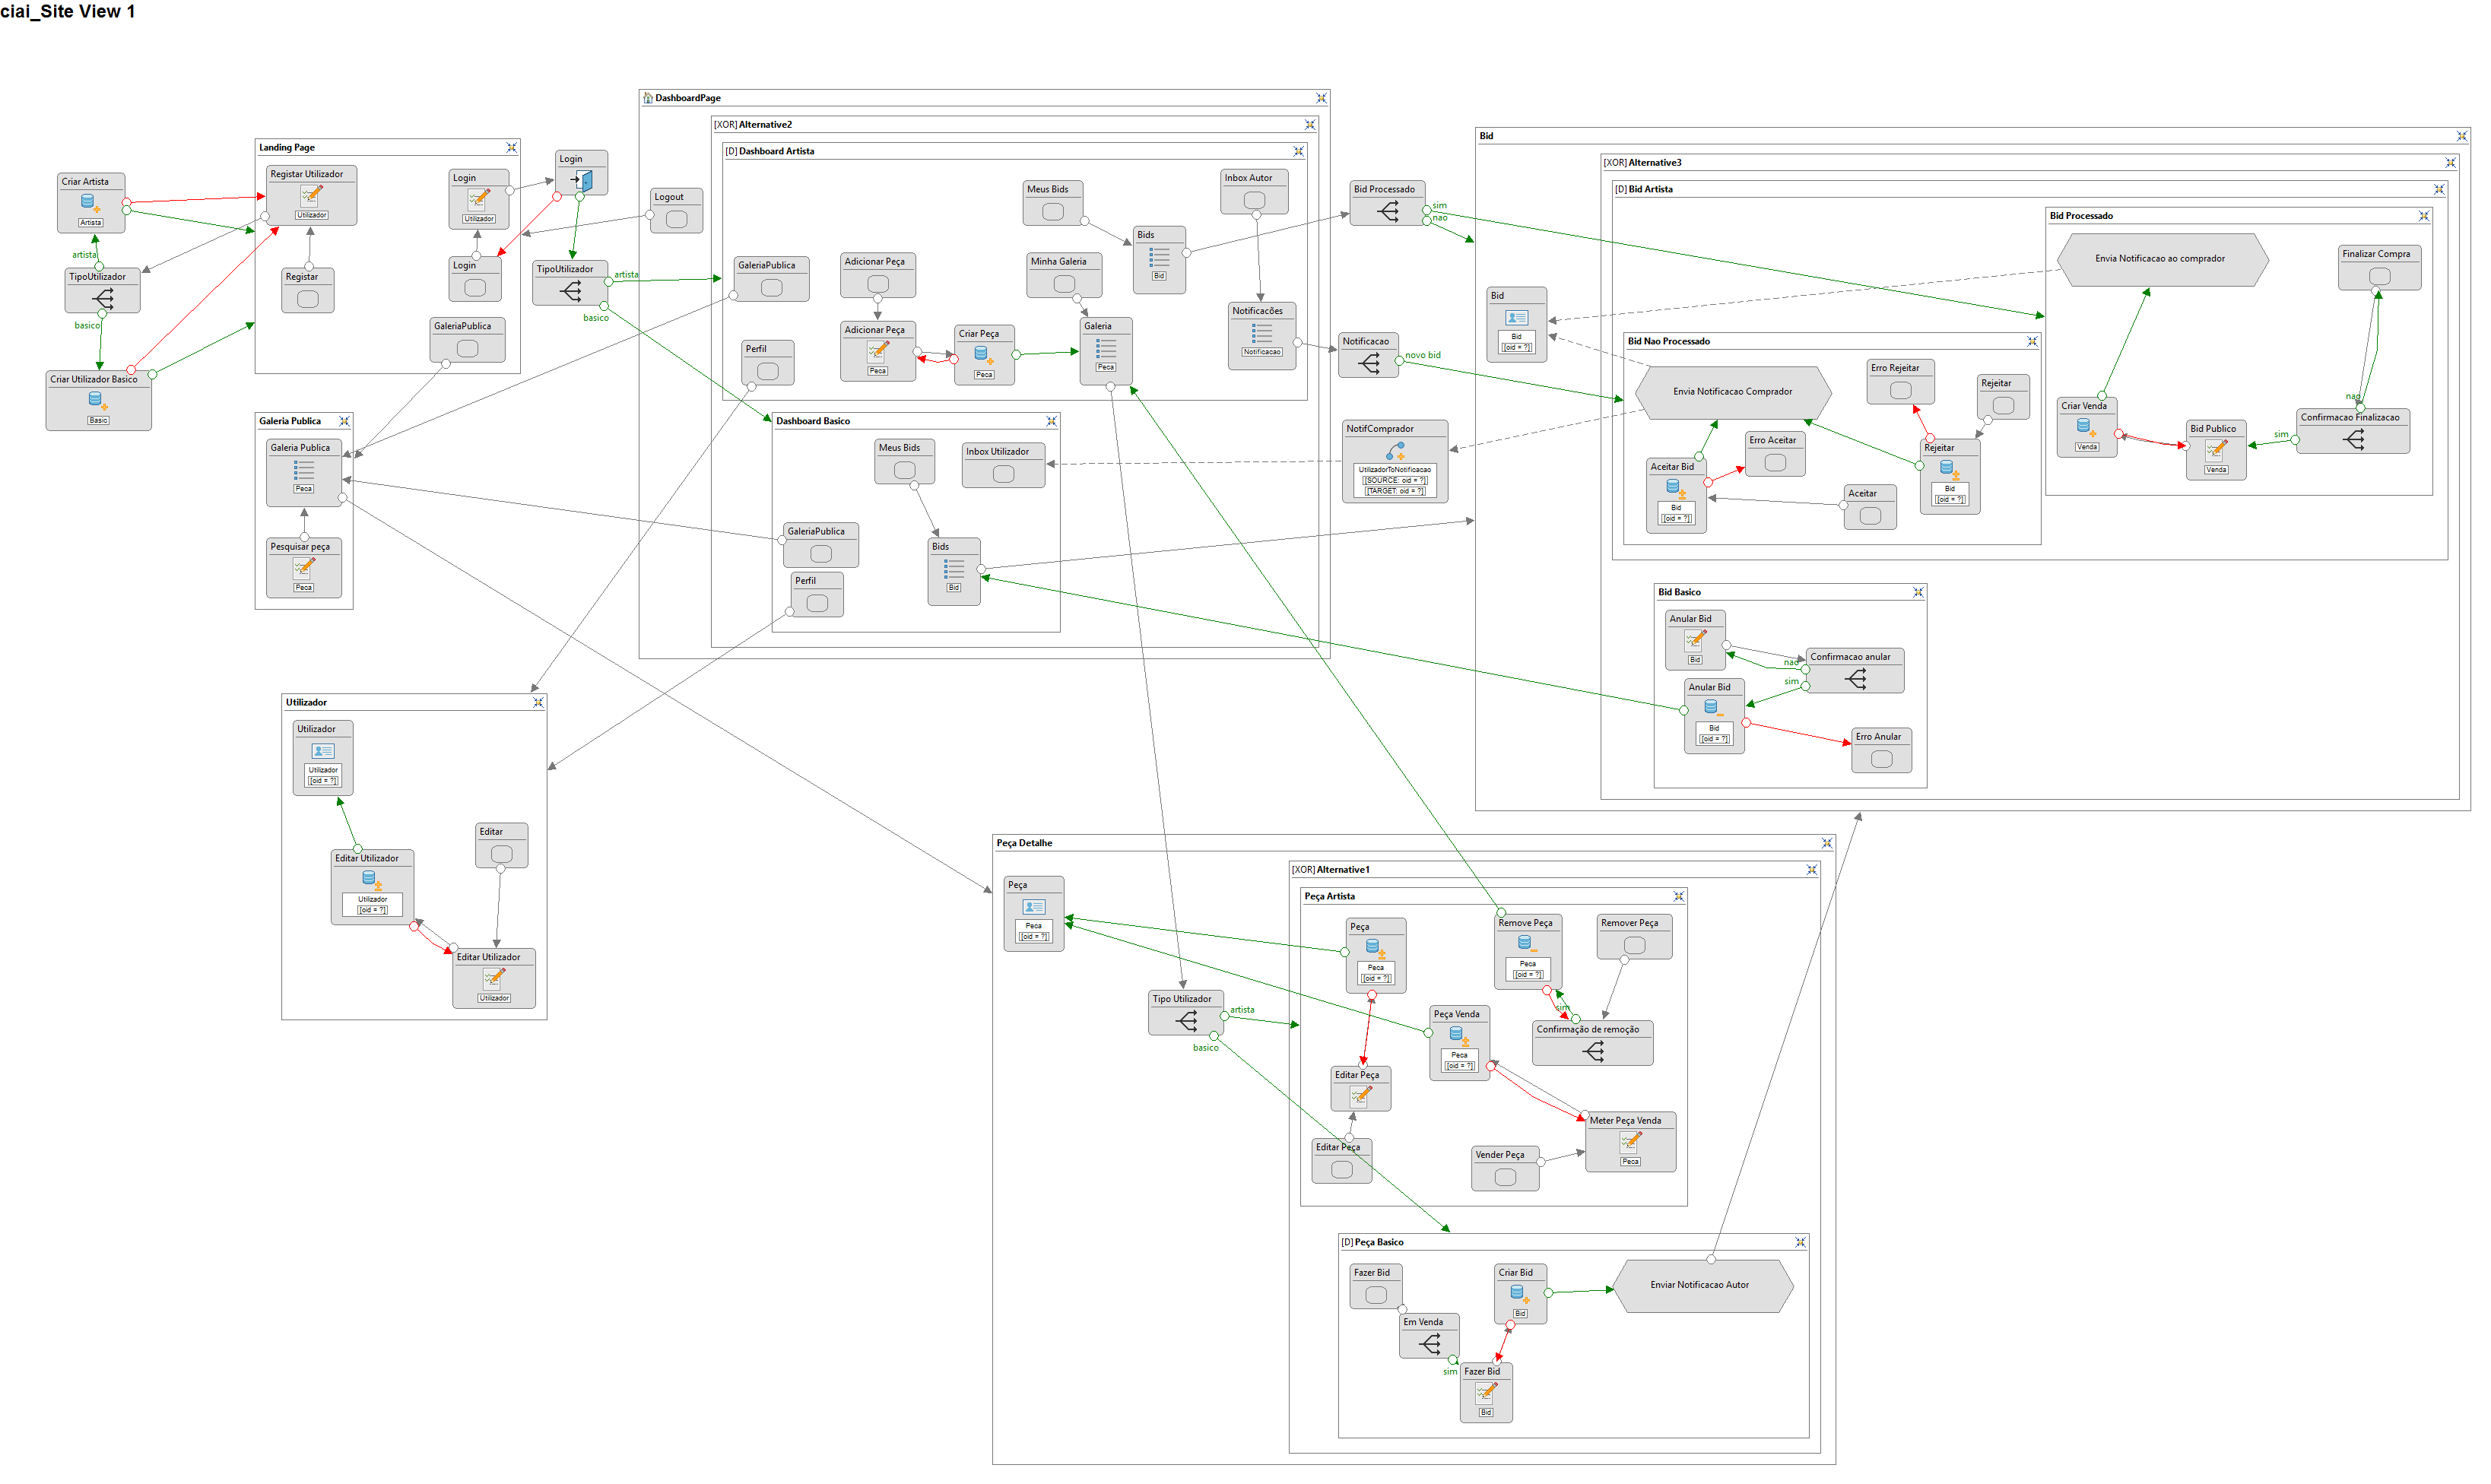 ciai_Site View 1
Landing Page
Criar Artista
Artista
artista
TipoUtilizador
basico
Criar Utilizador Basico
Basic
Registar Utilizador
Utilizador
Registar
Login
Utilizador
Login
GaleriaPublica
Login
TipoUtilizador
artista
basico
Logout
Galeria Publica
Galeria Publica
Peca
Pesquisar peça
Peca
DashboardPage
[XOR] Alternative2
[D] Dashboard Artista
GaleriaPublica
Perfil
Adicionar Peça
Adicionar Peça
Peca
Criar Peça
Peca
Meus Bids
Minha Galeria
Galeria
Peca
Bids
Bid
Inbox Autor
Notificacões
Notificacao
Dashboard Basico
Meus Bids
Inbox Utilizador
GaleriaPublica
Perfil
Bids
Bid
Bid Processado
sim
nao
Notificacao
novo bid
NotifComprador
UtilizadorToNotificacao
[SOURCE: oid = ?]
[TARGET: oid = ?]
Bid
Bid
Bid
[oid = ?]
[XOR] Alternative3
[D] Bid Artista
Bid Processado
Envia Notificacao ao comprador
Finalizar Compra
nao
Confirmacao Finalizacao
sim
Criar Venda
Venda
Bid Publico
Venda
Bid Nao Processado
Envia Notificacao Comprador
Erro Rejeitar
Rejeitar
Erro Aceitar
Rejeitar
Bid
[oid = ?]
Aceitar Bid
Bid
[oid = ?]
Aceitar
Bid Basico
Anular Bid
Bid
Confirmacao anular
nao
sim
Anular Bid
Bid
[oid = ?]
Erro Anular
Utilizador
Utilizador
Utilizador
[oid = ?]
Editar
Editar Utilizador
Utilizador
[oid = ?]
Editar Utilizador
Utilizador
Peça Detalhe
Peça
Peca
[oid = ?]
Tipo Utilizador
artista
basico
[XOR] Alternative1
Peça Artista
Peça
Peca
[oid = ?]
Remove Peça
Peca
[oid = ?]
Remover Peça
sim
Confirmação de remoção
Peça Venda
Peca
[oid = ?]
Editar Peça
Editar Peça
Vender Peça
Meter Peça Venda
Peca
[D] Peça Basico
Fazer Bid
Em Venda
sim
Criar Bid
Bid
Fazer Bid
Bid
Enviar Notificacao Autor